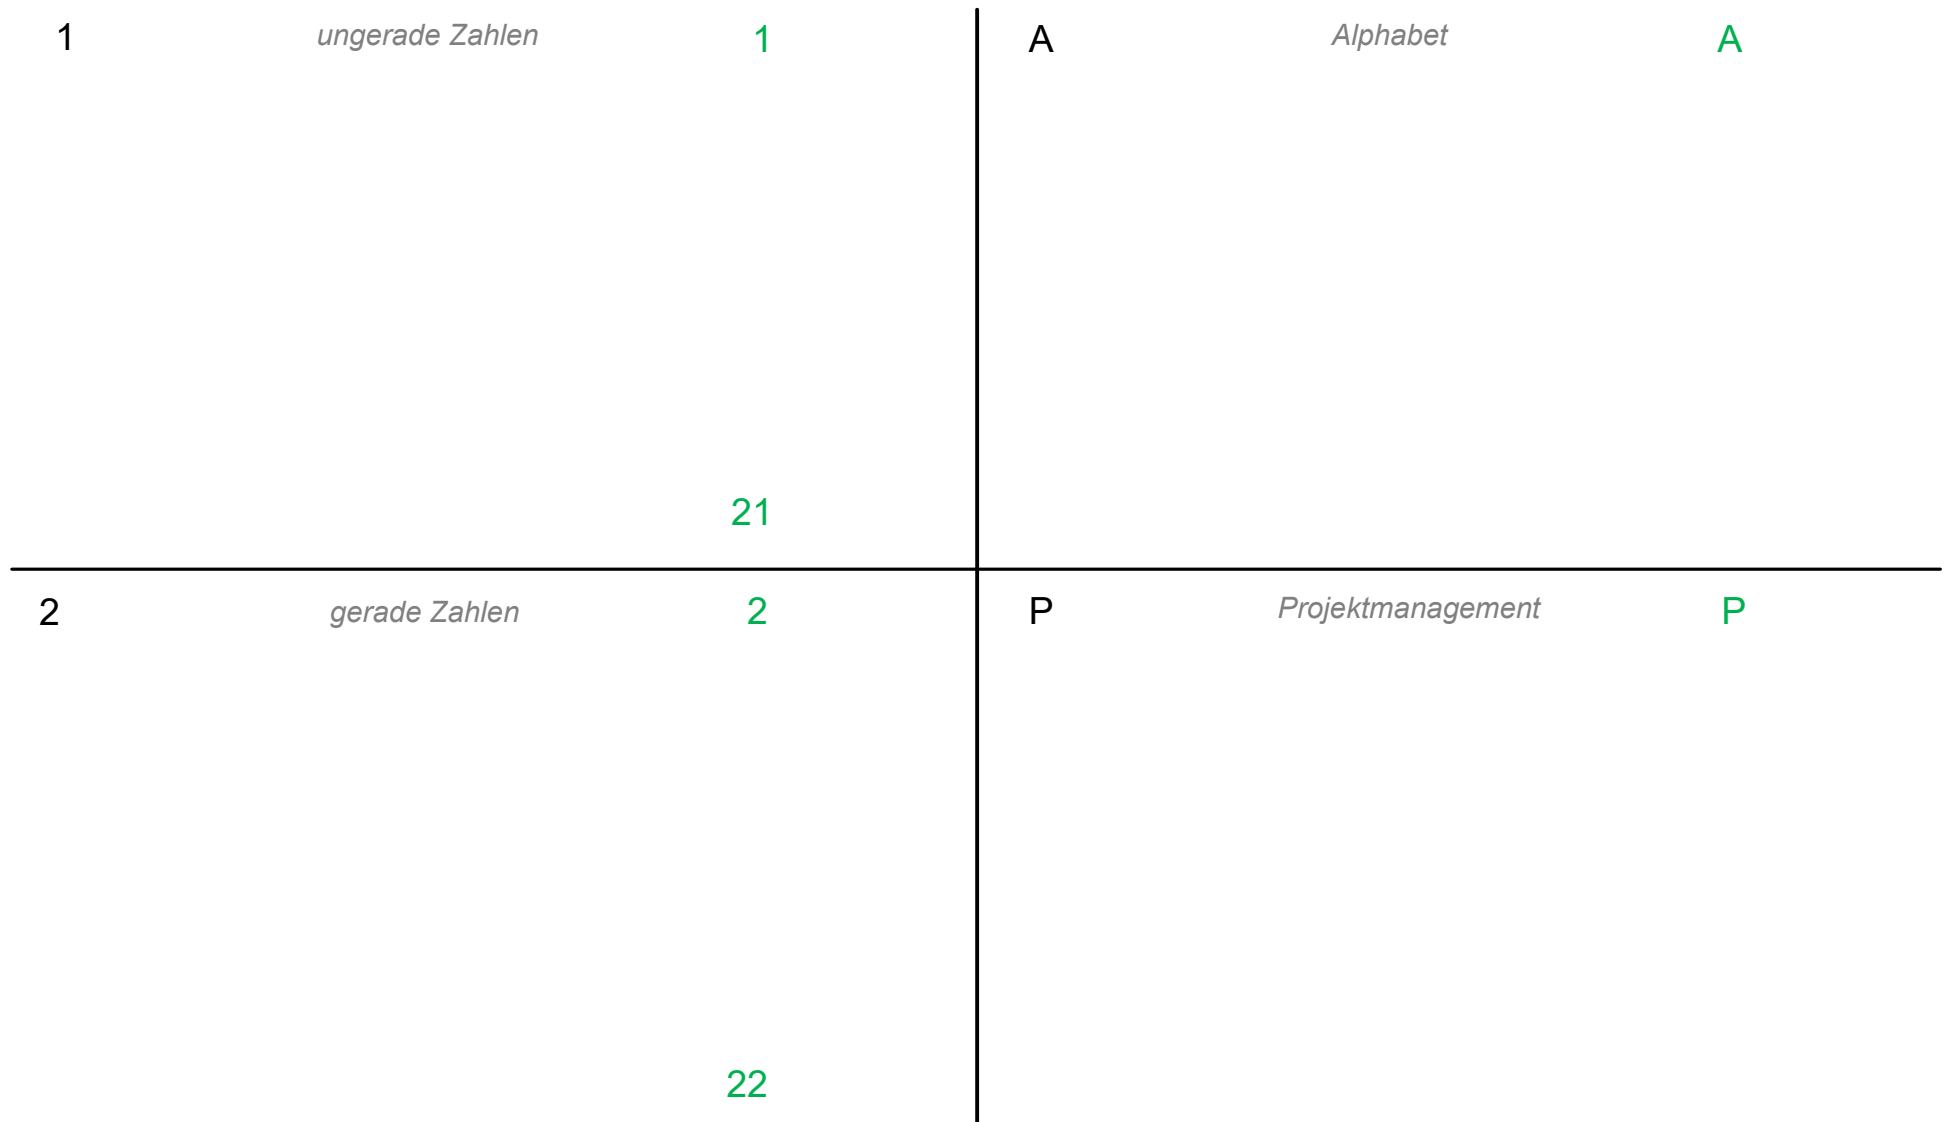 1 ungerade Zahlen 1
21
A Alphabet A
2 gerade Zahlen 2
22
P Projektmanagement P